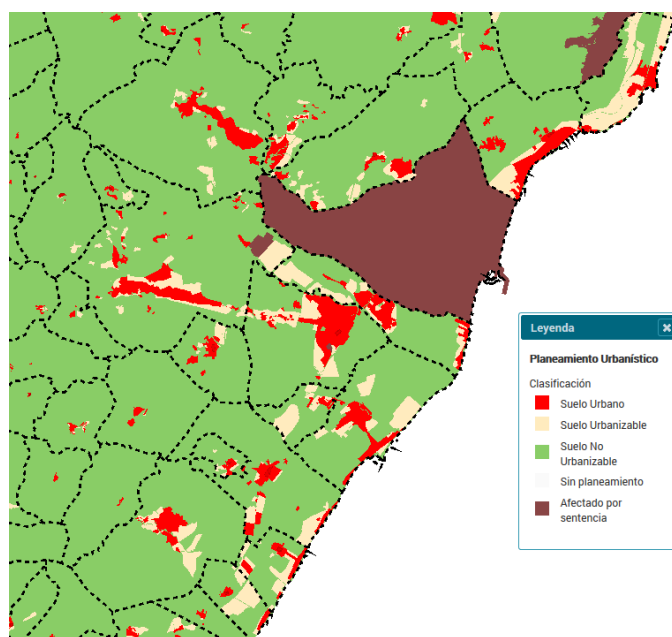 Leyenda
Planeamiento Urbanístico
Clasificación
Suelo Urbano
Suelo Urbanizable
Suelo No
Urbanizable
Sin planeamiento
Afectado por
sentencia